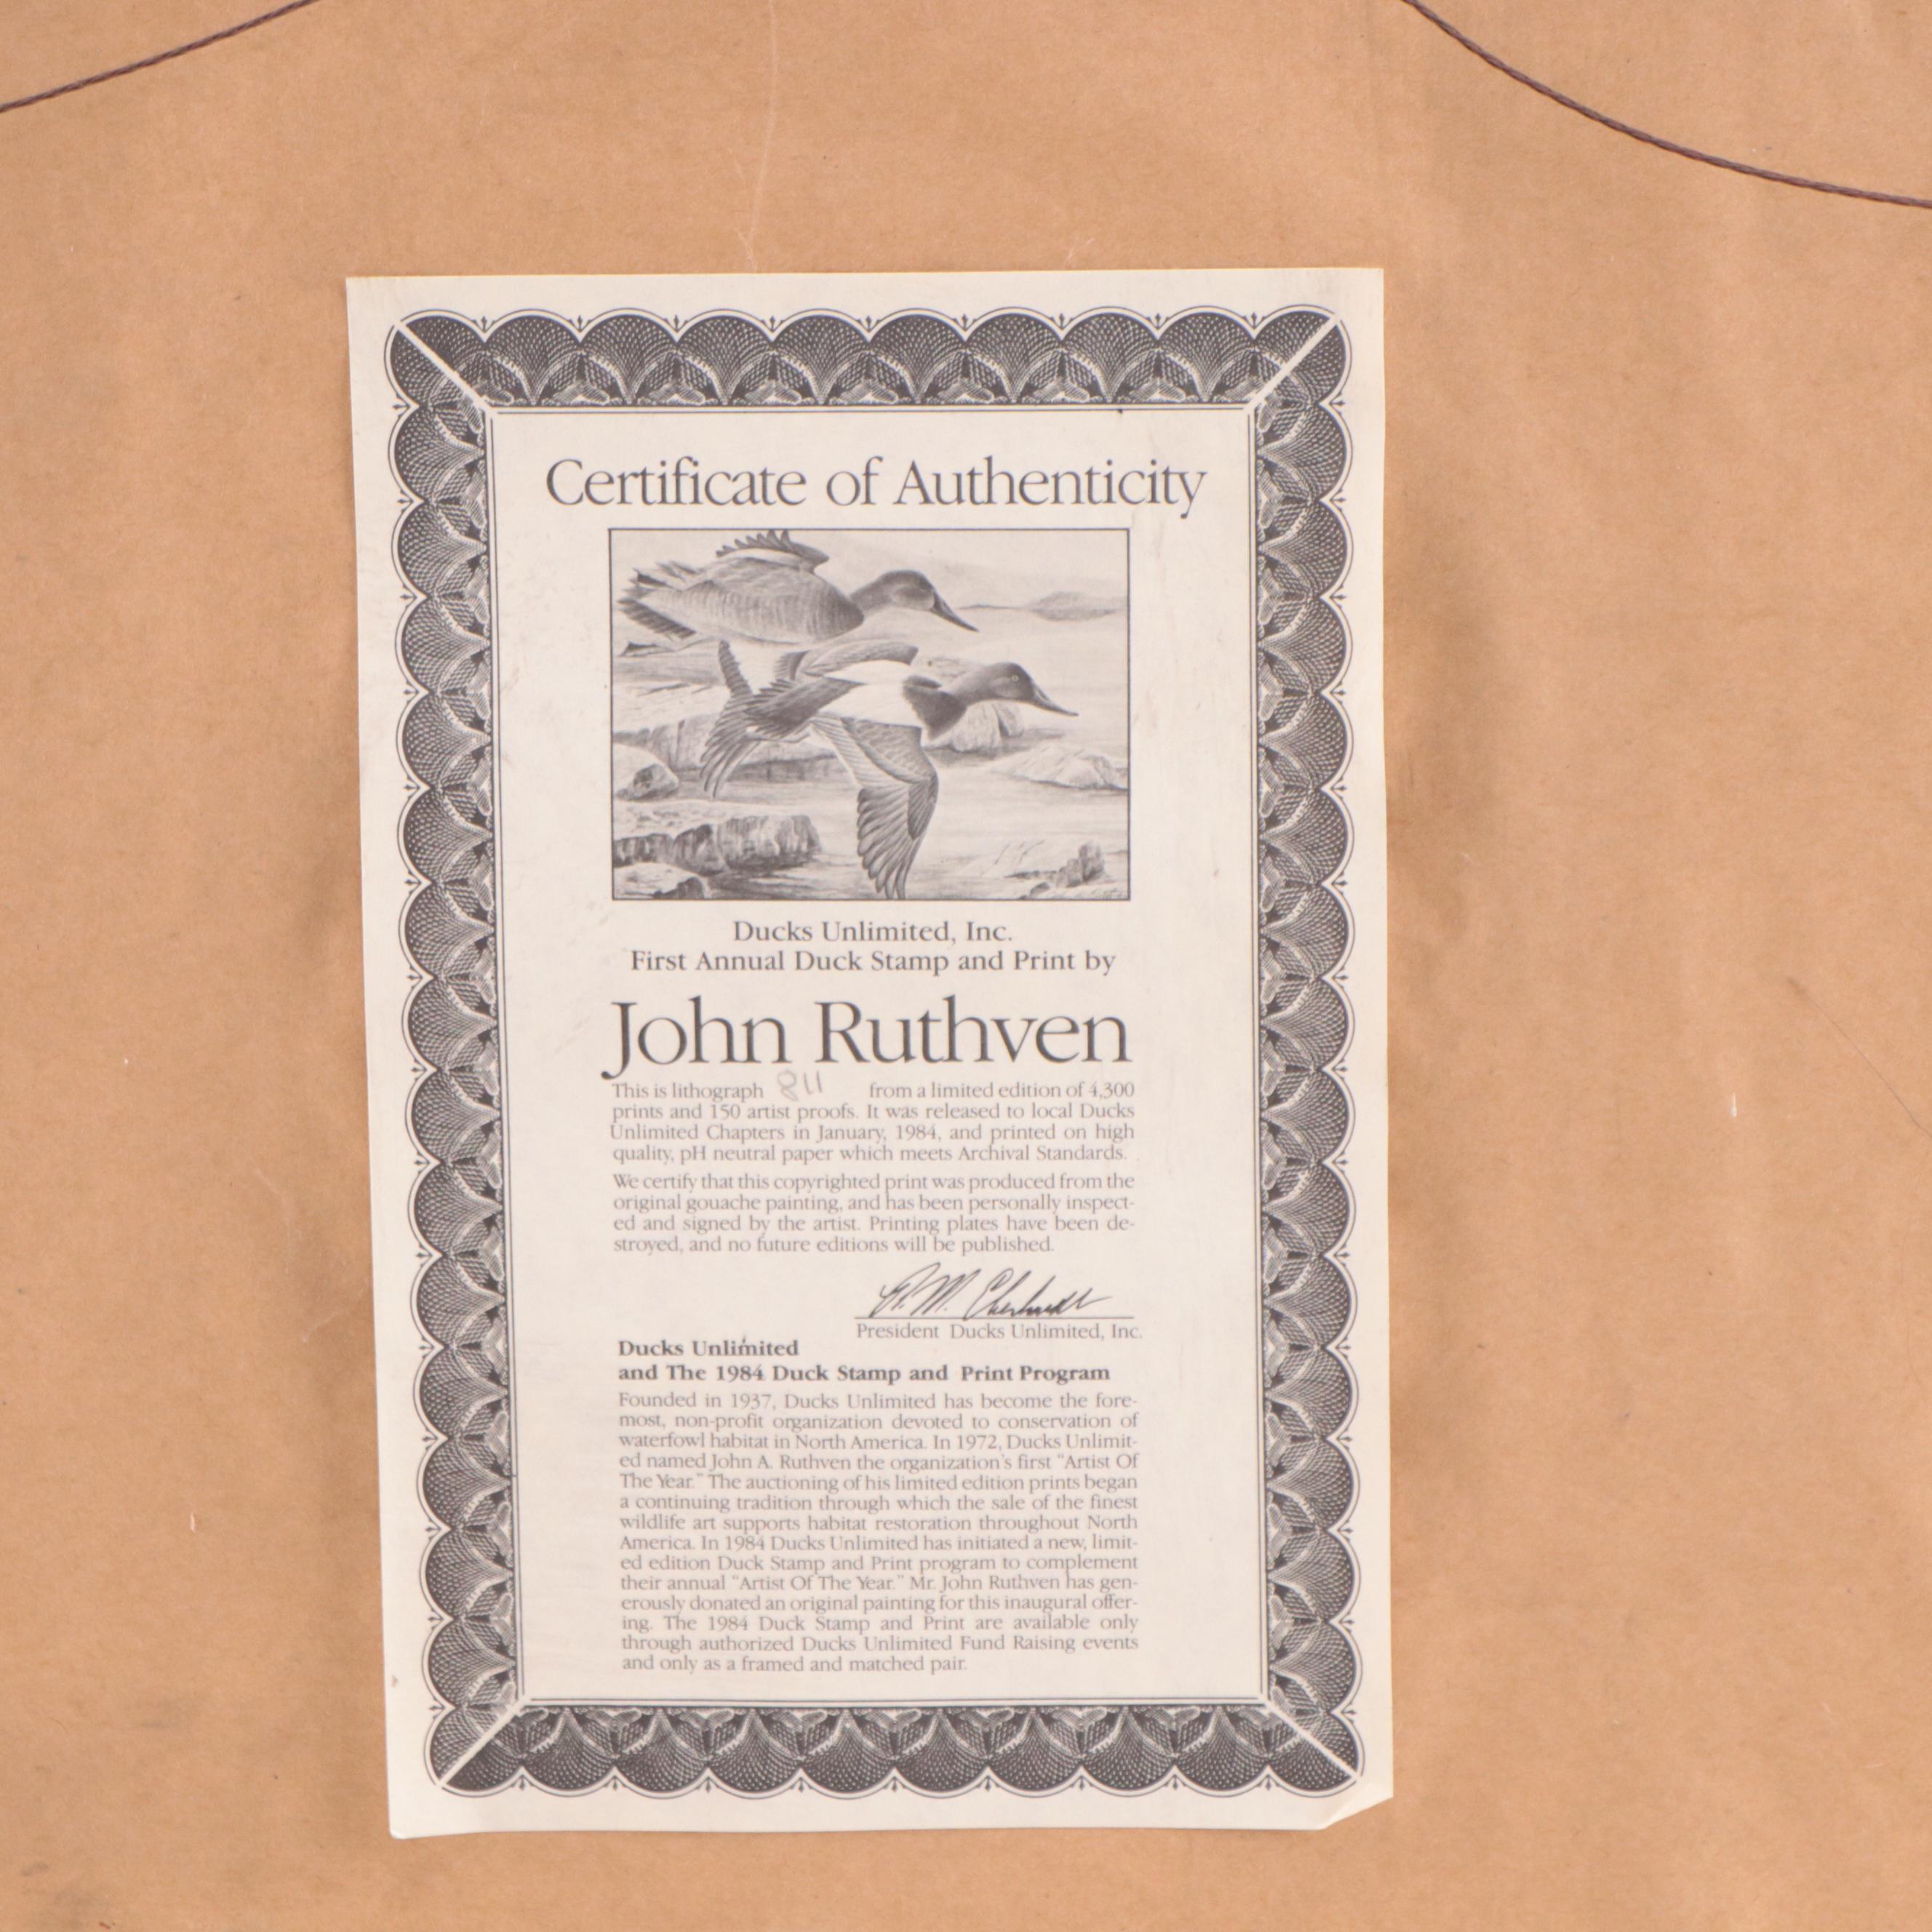 Certificate of Authenticity
Ducks Unlimited, Inc.
First Annual Duck Stamp and Print by
John Ruthven
This is lithograph 811 from a limited edition of 4,300
prints and 150 artist proofs. It was released to local Ducks
Unlimited Chapters in January, 1984, and printed on high
quality, pH neutral paper which meets Archival Standards.
We certify that this copyrighted print was produced from the
original gouache painting, and has been personally inspect-
ed and signed by the artist. Printing plates have been de-
stroyed, and no future editions will be published.
President Ducks Unlimited, Inc.
Ducks Unlimited
and The 1984 Duck Stamp and Print Program
Founded in 1937, Ducks Unlimited has become the fore-
most, non-profit organization devoted to conservation of
waterfowl habitat in North America. In 1972, Ducks Unlimit-
ed named John A. Ruthven the organization's first "Artist Of
The Year." The auctioning of his limited edition prints began
a continuing tradition through which the sale of the finest
wildlife art supports habitat restoration throughout North
America. In 1984 Ducks Unlimited has initiated a new, limit-
ed edition Duck Stamp and Print program to complement
their annual "Artist Of The Year." Mr. John Ruthven has gen-
erously donated an original painting for this inaugural offer-
ing. The 1984 Duck Stamp and Print are available only
through authorized Ducks Unlimited Fund Raising events
and only as a framed and matched pair.